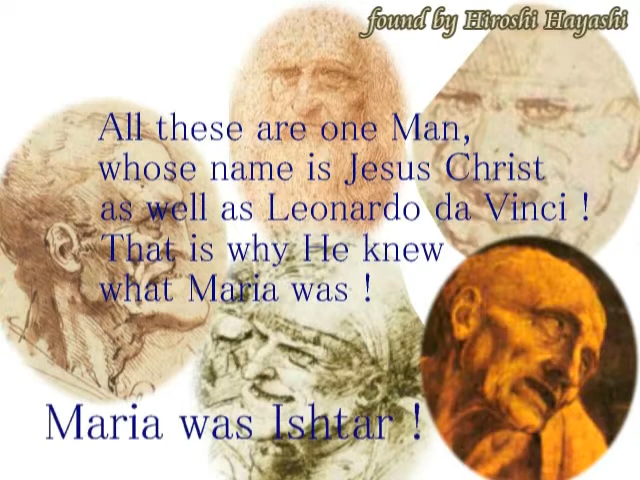 found by Hiroshi Hayashi
All these are one Man,
whose name is Jesus Christ
as well as Leonardo da Vinci !
That is why He knew
what Maria was !
Maria was Ishtar !